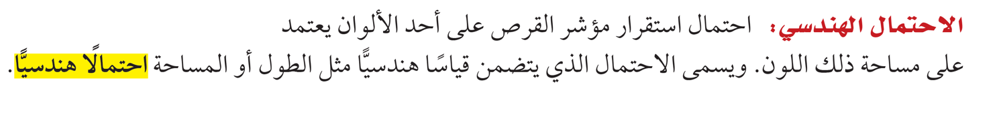 الاحتمال الهندسي: احتمال استقرار مؤشر القرص على أحد الألوان يعتمد
على مساحة ذلك اللون. ويسمى الاحتمال الذي يتضمن قياسًا هندسيًّا مثل الطول أو المساحة احتمالًا هندسيًّا.